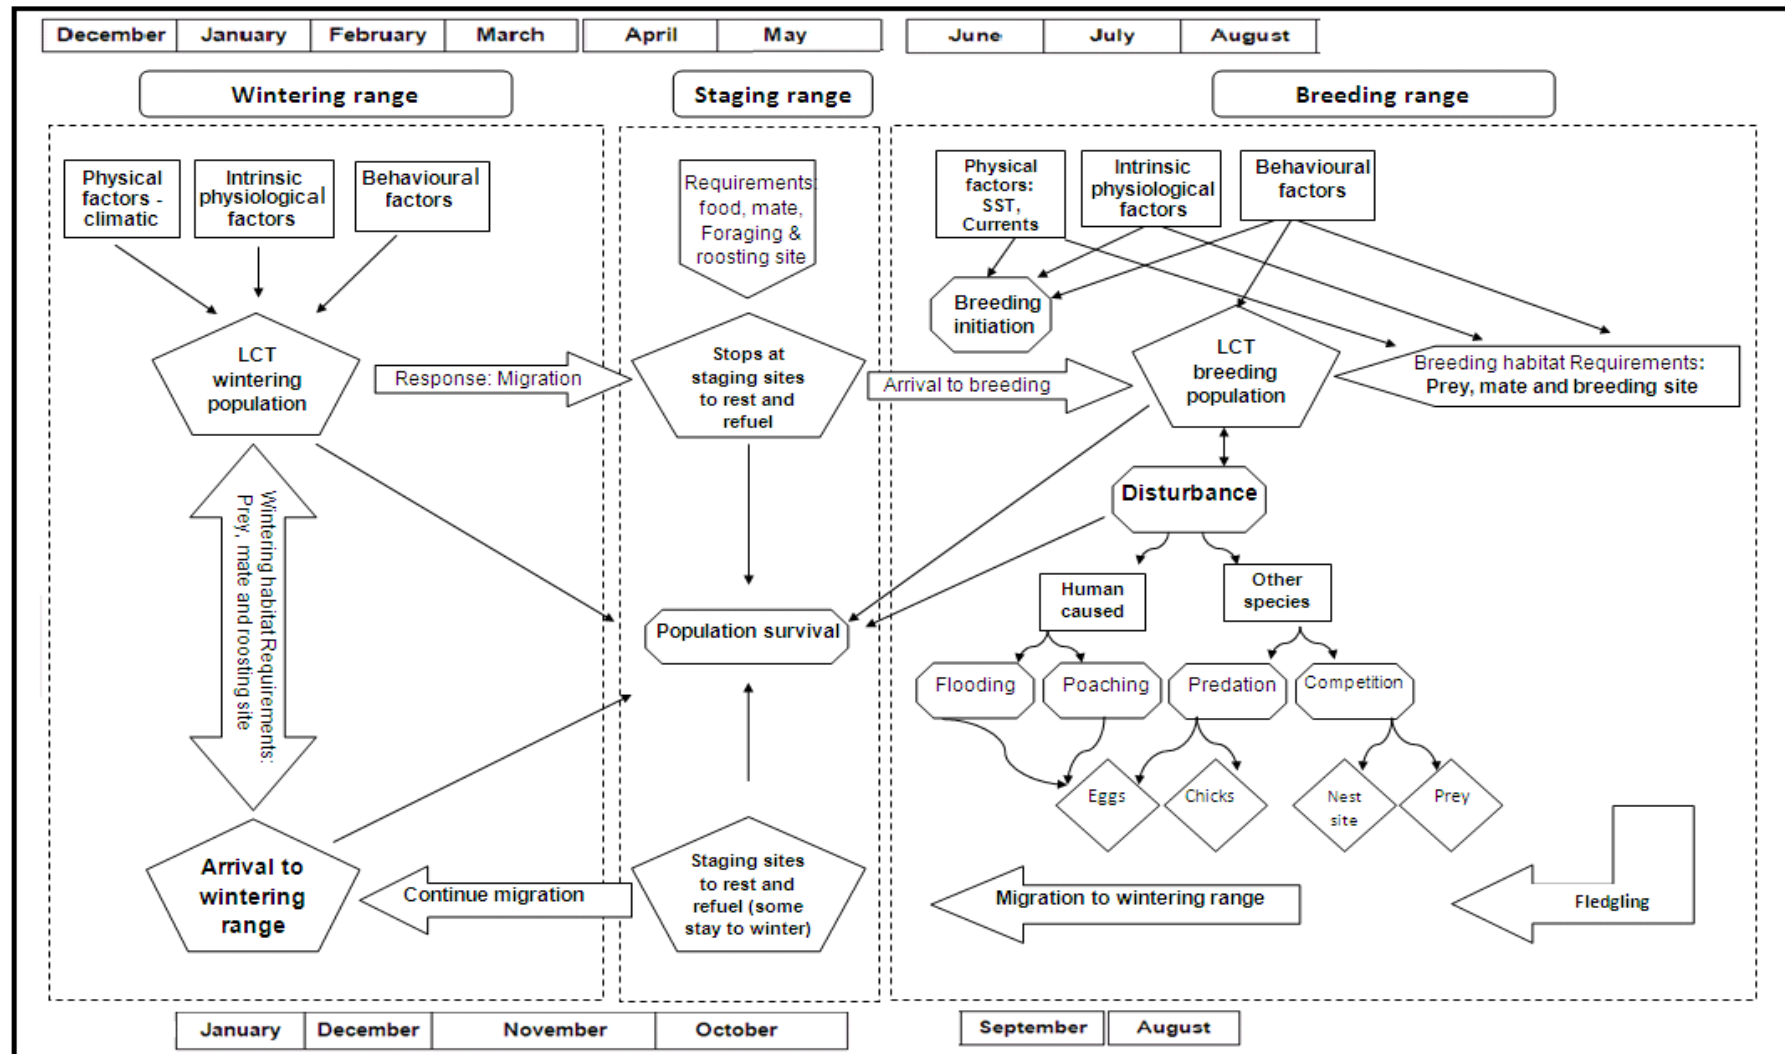 December January February March April May June July August
Wintering range
Staging range
Breeding range
Physical
factors -
climatic
Intrinsic
physiological
factors
Behavioural
factors
Requirements:
food, mate,
Foraging &
roosting site
Physical
factors:
SST,
Currents
Intrinsic
physiological
factors
Behavioural
factors
Breeding
initiation
LCT
wintering
population
Response: Migration
Stops at
staging sites
to rest and
refuel
Arrival to breeding
LCT
breeding
population
Breeding habitat Requirements:
Prey, mate and breeding site
Wintering habitat Requirements:
Prey, mate and roosting site
Disturbance
Human
caused
Other
species
Population survival
Flooding
Poaching
Predation
Competition
Eggs
Chicks
Nest
site
Prey
Arrival to
wintering
range
Continue migration
Staging sites
to rest and
refuel (some
stay to winter)
Migration to wintering range
Fledgling
January December November October September August